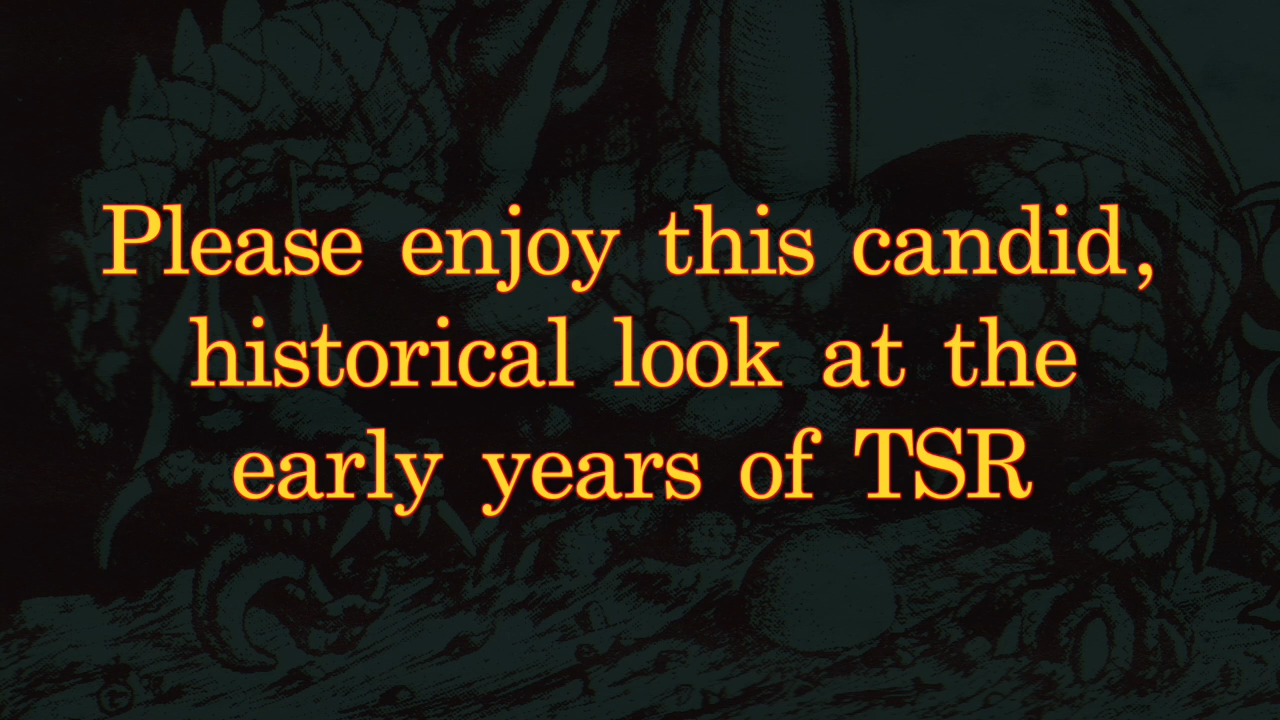 Please enjoy this candid,
historical look at the
early years of TSR